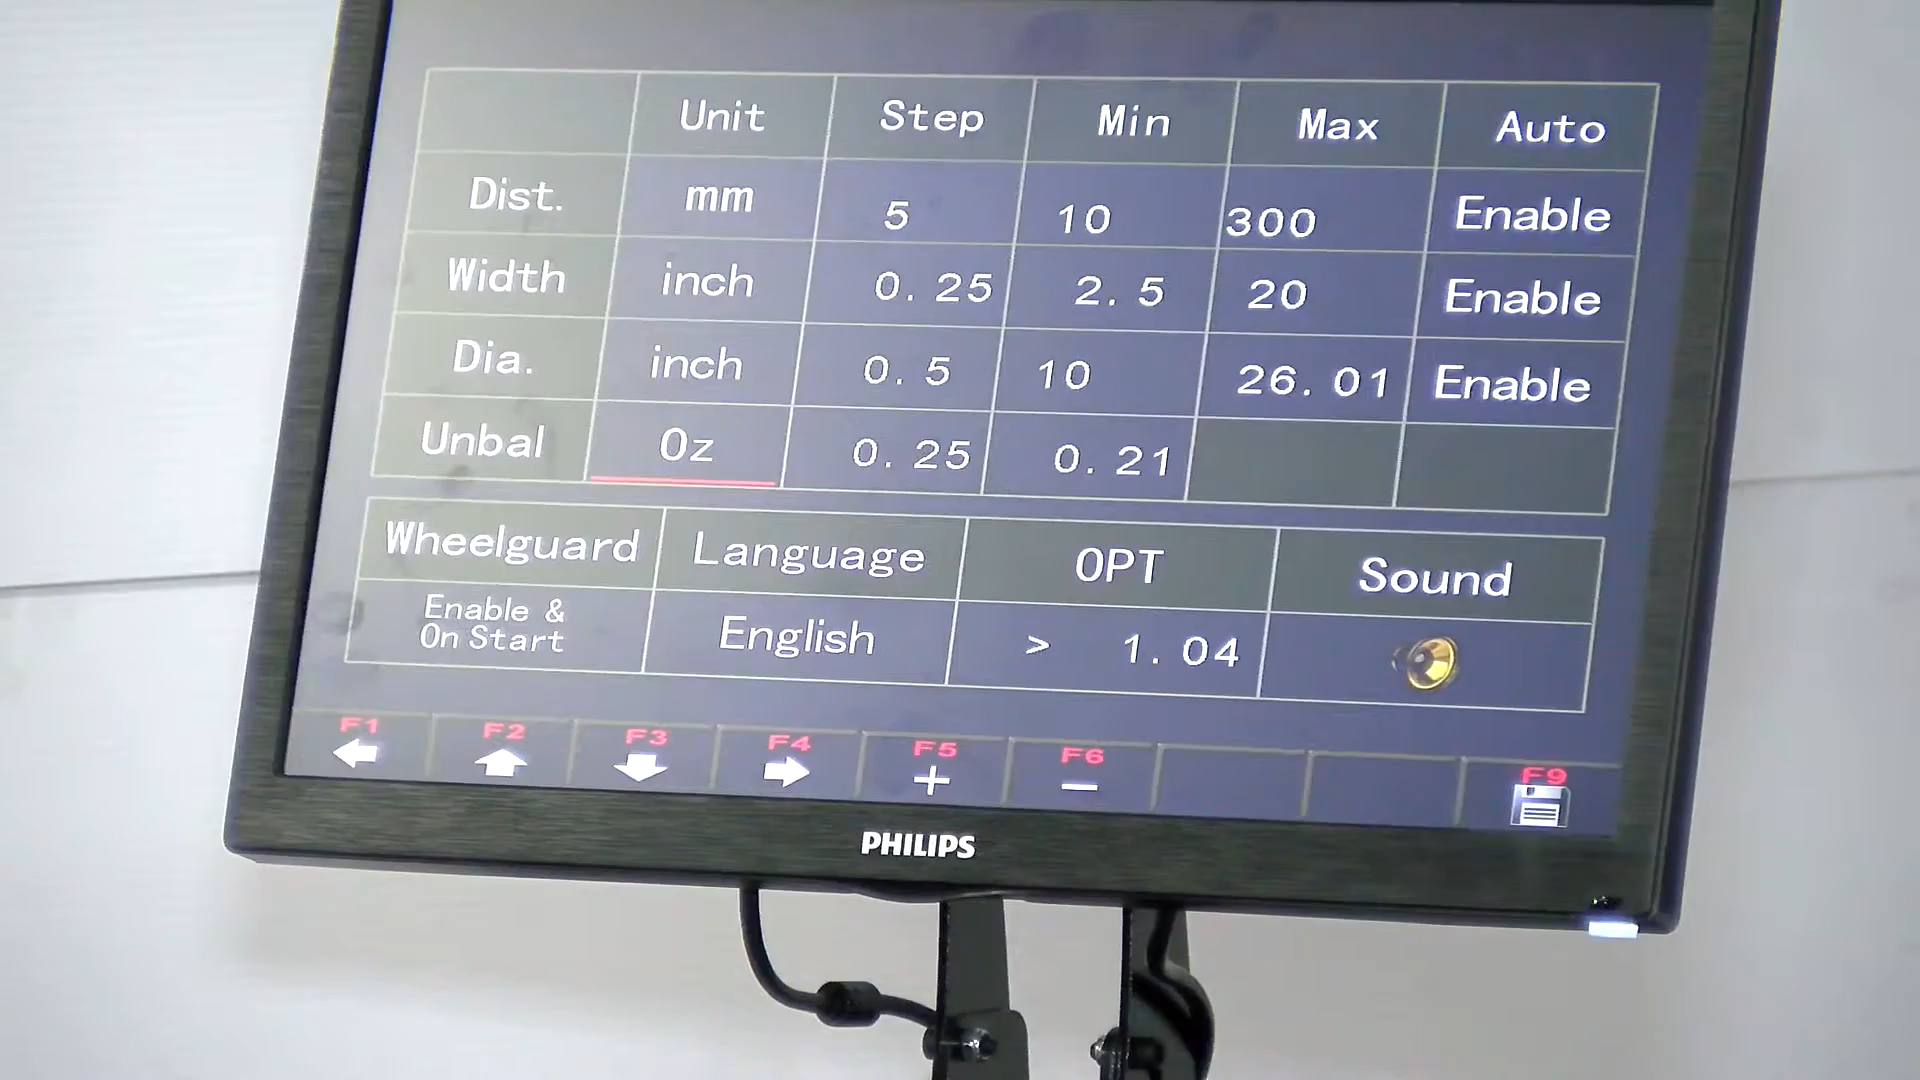 Unit Step Min Max Auto
Dist. mm 5 10 300 Enable
Width inch 0.25 2.5 20 Enable
Dia. inch 0.5 10 26.01 Enable
Unbal Oz 0.25 0.21
Wheelguard Language OPT Sound
Enable &
On Start
English > 1.04
F1 F2 F3 F4 F5 F6 F9
+ −
PHILIPS